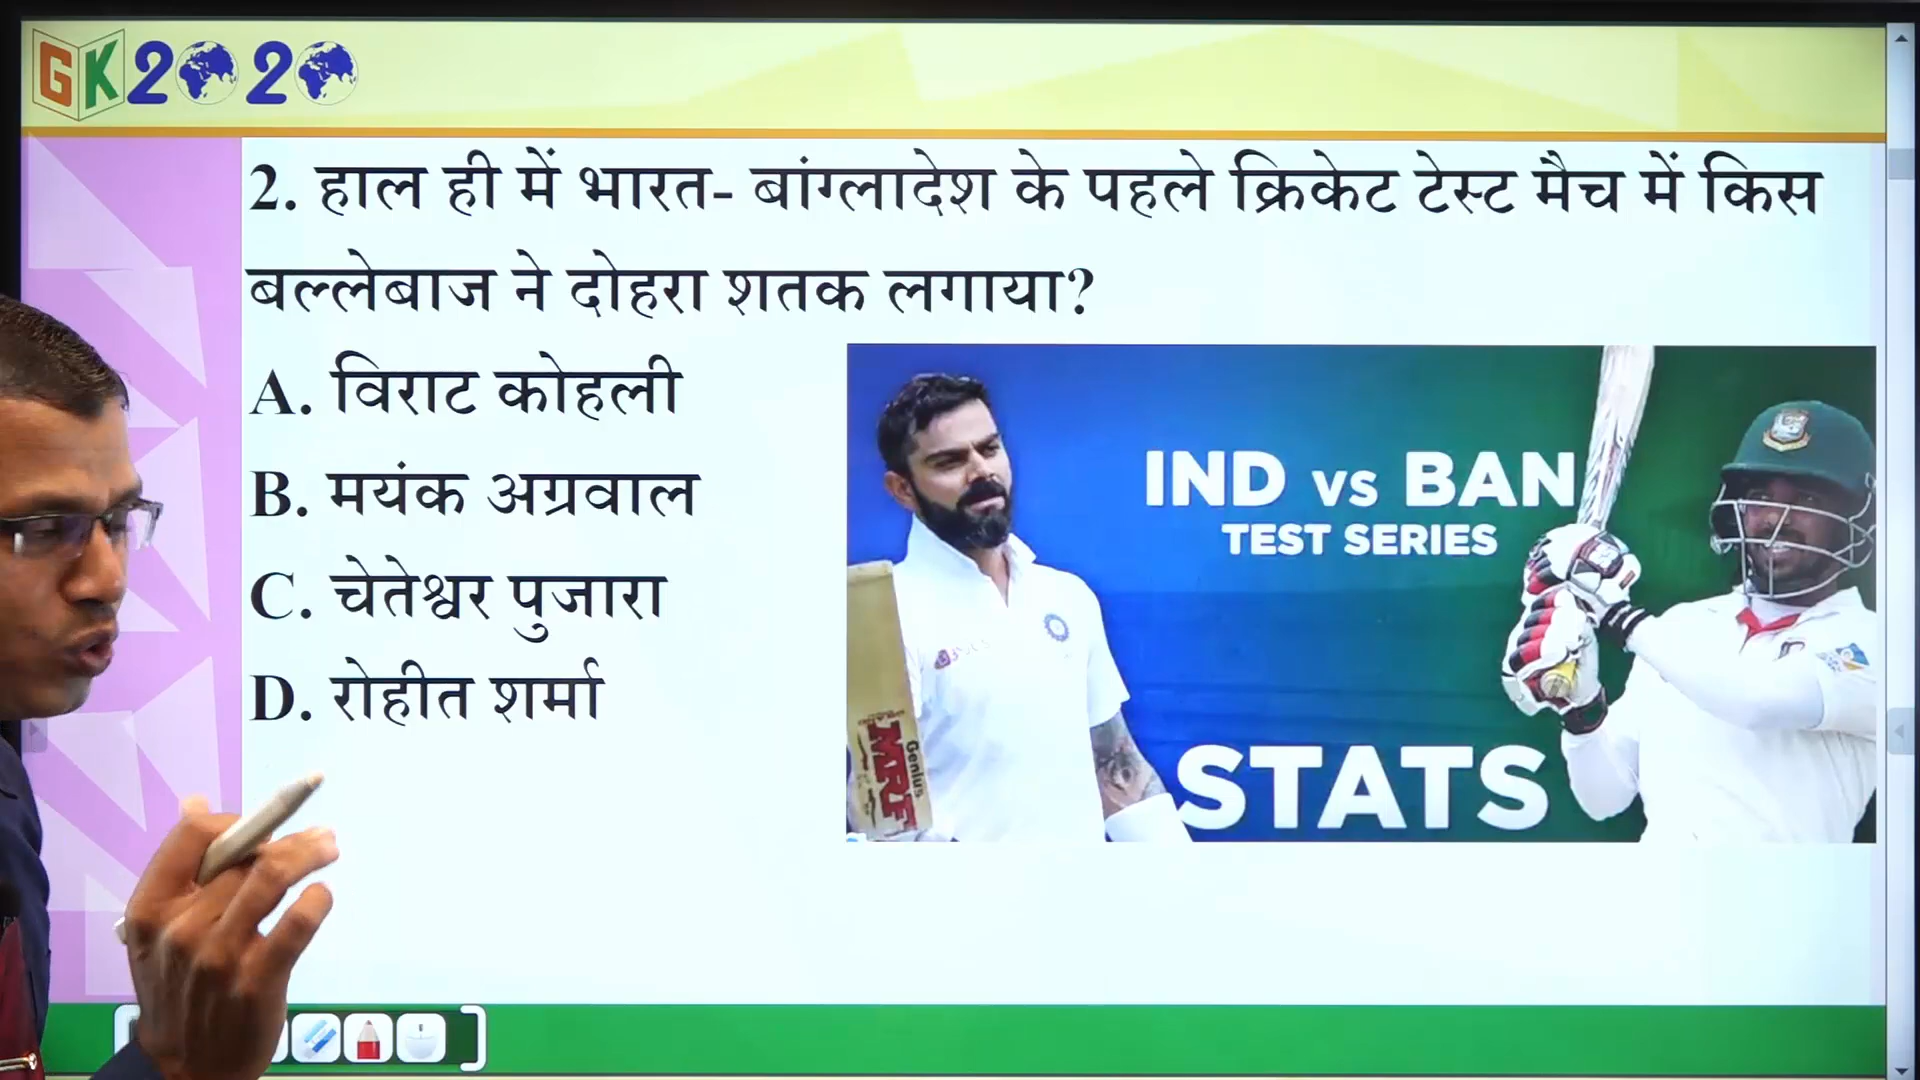 GK2020
2. हाल ही में भारत- बांग्लादेश के पहले क्रिकेट टेस्ट मैच में किस
बल्लेबाज ने दोहरा शतक लगाया?
A. विराट कोहली
B. मयंक अग्रवाल
C. चेतेश्वर पुजारा
D. रोहीत शर्मा
IND vs BAN
TEST SERIES
STATS
MRF
Genius